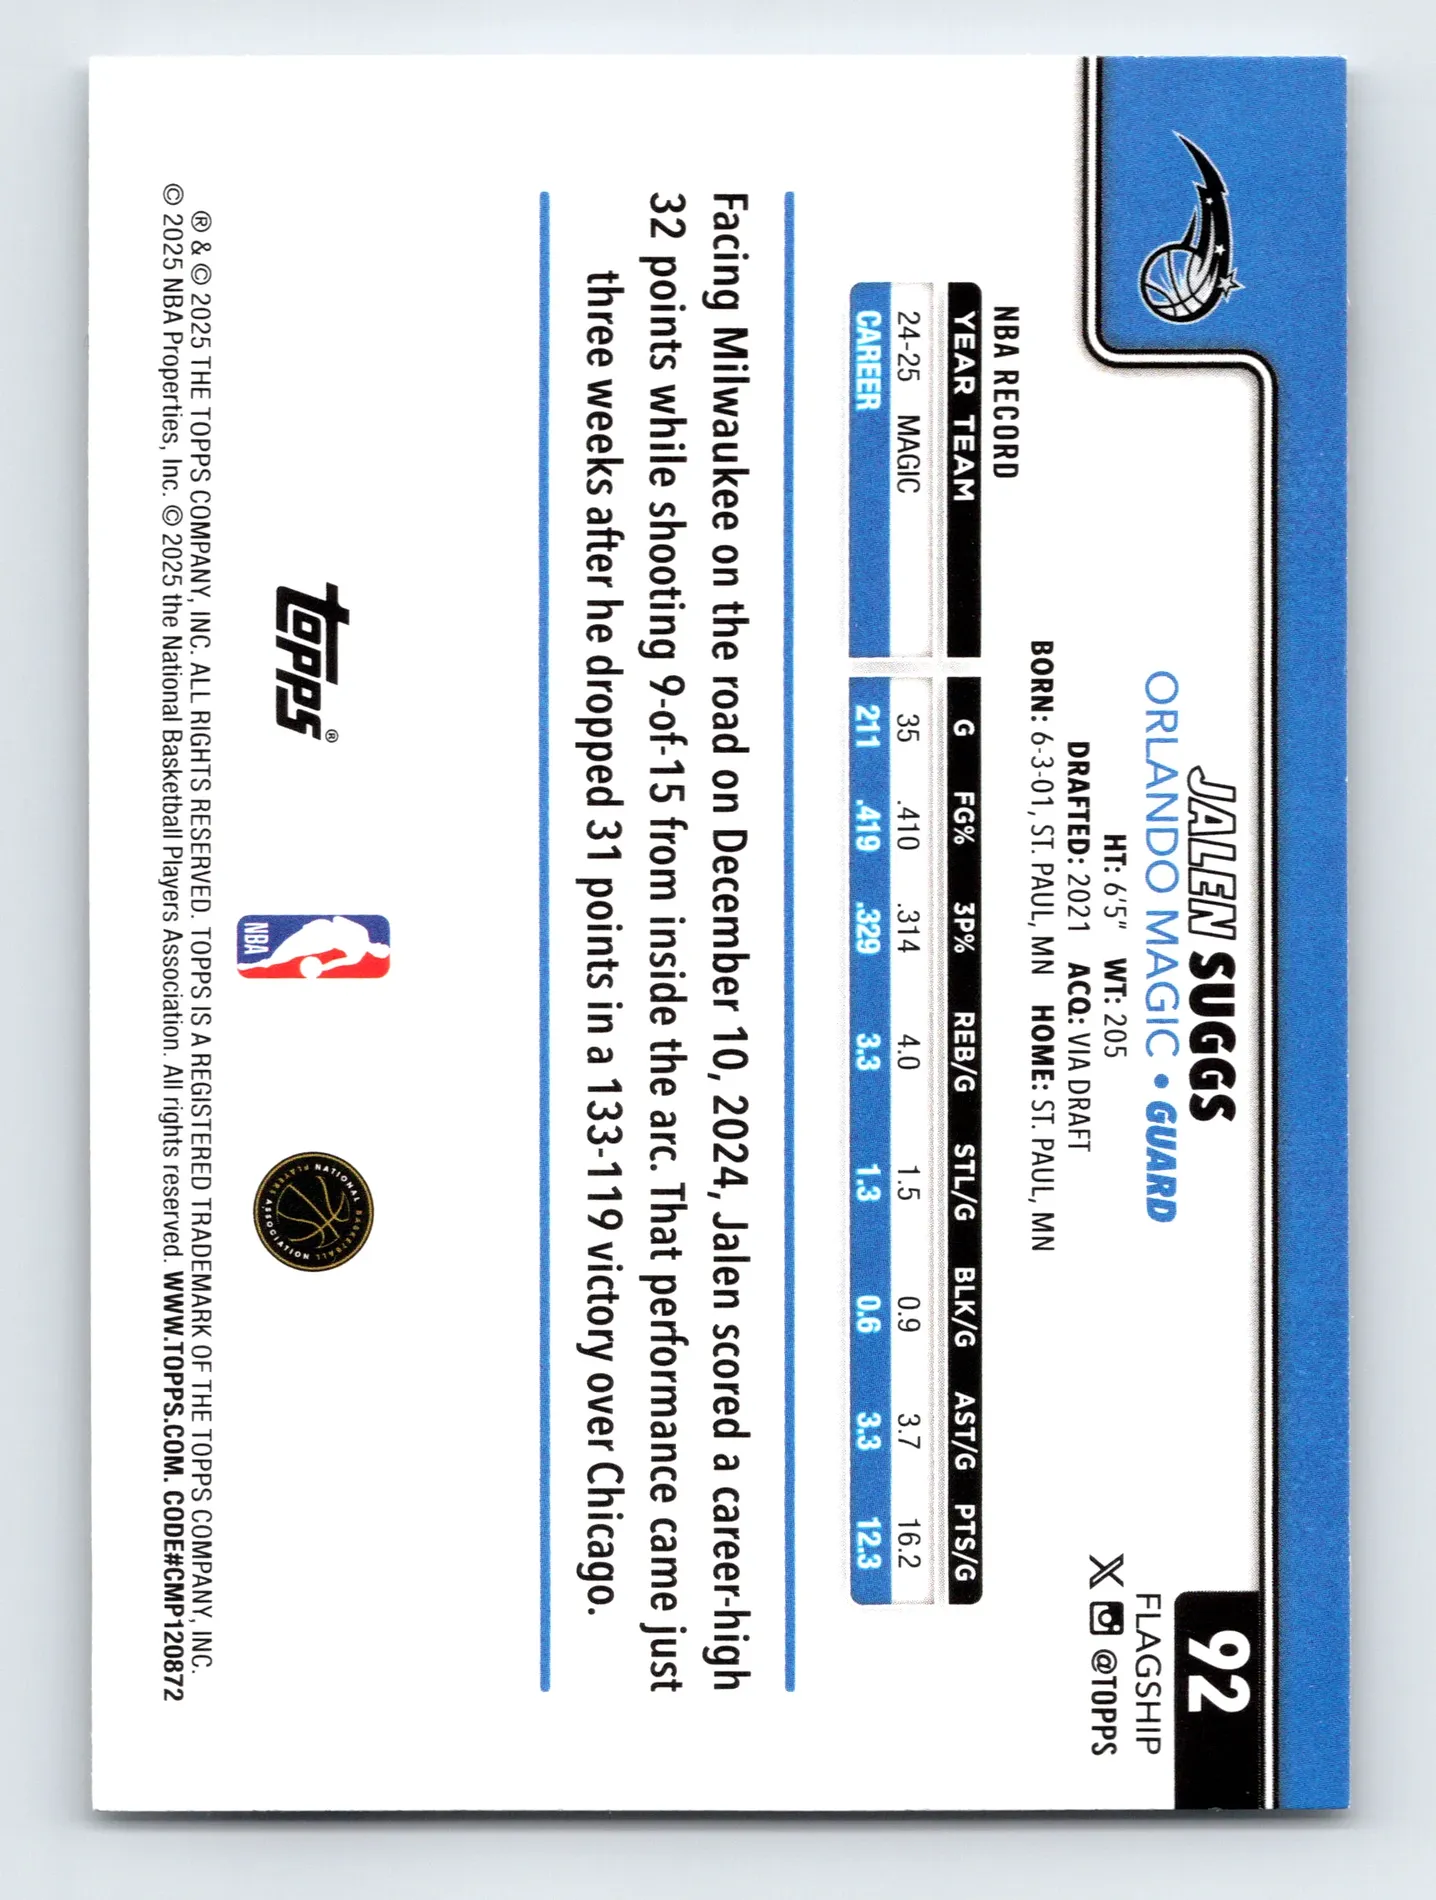 92
FLAGSHIP
X @TOPPS
JALEN SUGGS
ORLANDO MAGIC • GUARD
HT: 6'5" WT: 205
DRAFTED: 2021 ACQ: VIA DRAFT
BORN: 6-3-01, ST. PAUL, MN HOME: ST. PAUL, MN
NBA RECORD
YEAR TEAM G FG% 3P% REB/G STL/G BLK/G AST/G PTS/G
24-25 MAGIC 35 .410 .314 4.0 1.5 0.9 3.7 16.2
CAREER 211 .419 .329 3.3 1.3 0.6 3.3 12.3
Facing Milwaukee on the road on December 10, 2024, Jalen scored a career-high
32 points while shooting 9-of-15 from inside the arc. That performance came just
three weeks after he dropped 31 points in a 133-119 victory over Chicago.
topps®
NBA
NATIONAL BASKETBALL PLAYERS ASSOCIATION
® & © 2025 THE TOPPS COMPANY, INC. ALL RIGHTS RESERVED. TOPPS IS A REGISTERED TRADEMARK OF THE TOPPS COMPANY, INC.
© 2025 NBA Properties, Inc. © 2025 the National Basketball Players Association. All rights reserved. WWW.TOPPS.COM. CODE#CMP120872